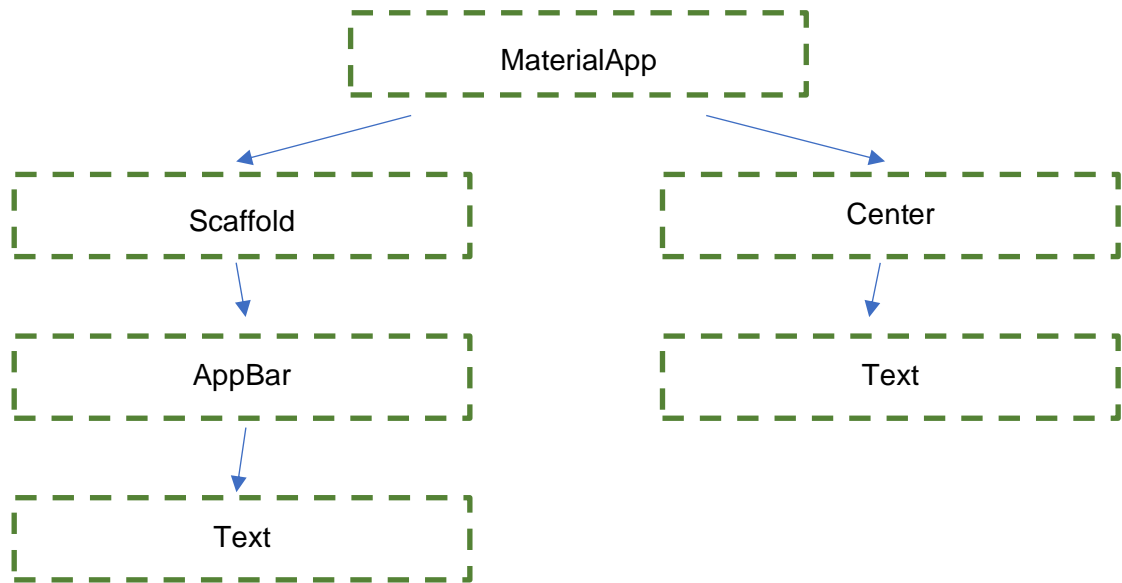 MaterialApp
Scaffold
Center
AppBar
Text
Text